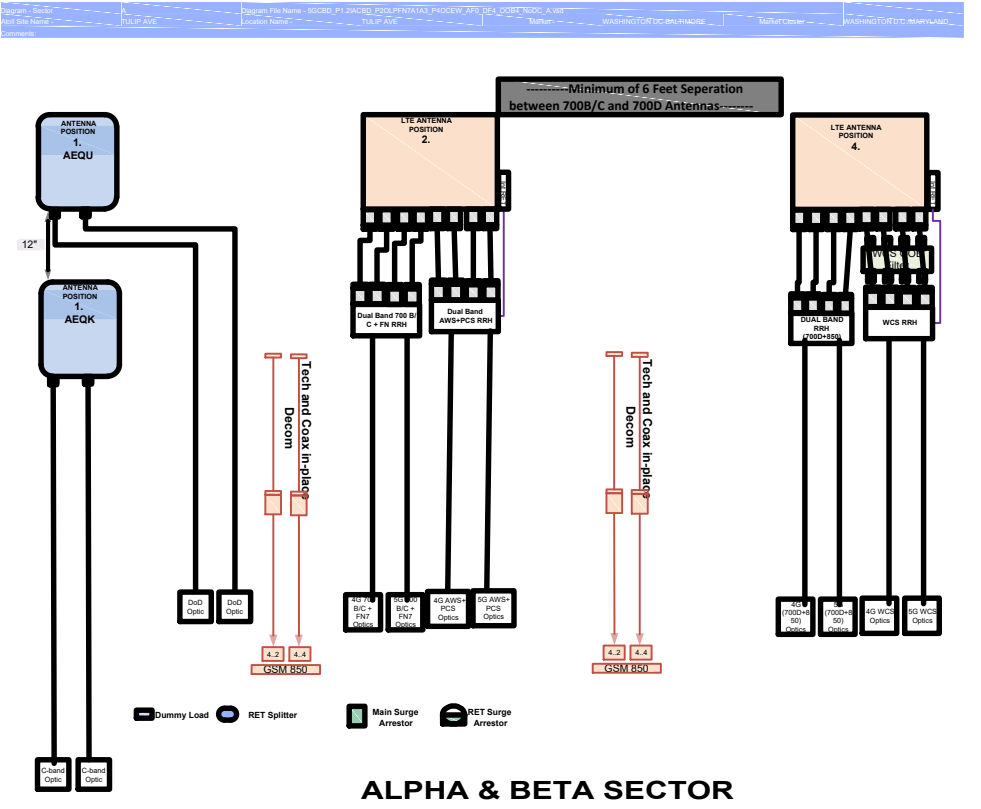 Diagram - Sector A Diagram File Name - 5GCBD_P1.2\ACBD_P2OLPFN7A1A3_P4OCEW_AF0_DF4_OOB4_NoDC_A.vsd
Atoll Site Name - TULIP AVE Location Name - TULIP AVE Market - WASHINGTON DC-BALTIMORE Market Cluster WASHINGTON D.C./MARYLAND
Comments:
----------Minimum of 6 Feet Seperation
between 700B/C and 700D Antennas--------
ANTENNA
POSITION
1.
AEQU
LTE ANTENNA
POSITION
2.
LTE ANTENNA
POSITION
4.
12"
ANTENNA
POSITION
1.
AEQK
Dual Band 700 B/
C + FN RRH
Dual Band
AWS+PCS RRH
DUAL BAND
RRH
(700D+850)
WCS RRH
Tech and Coax in-place
Decom
Tech and Coax in-place
Decom
DoD
Optic
DoD
Optic
B/C +
FN7
Optics
B/C +
FN7
Optics
4G AWS+
PCS
Optics
5G AWS+
PCS
Optics
4G
(700D+8
50)
Optics
(700D+8
50)
Optics
4G WCS
Optics
5G WCS
Optics
4..2
4..4
GSM 850
4..2
4..4
GSM 850
Dummy Load
RET Splitter
Main Surge
Arrestor
RET Surge
Arrestor
C-band
Optic
C-band
Optic
ALPHA & BETA SECTOR